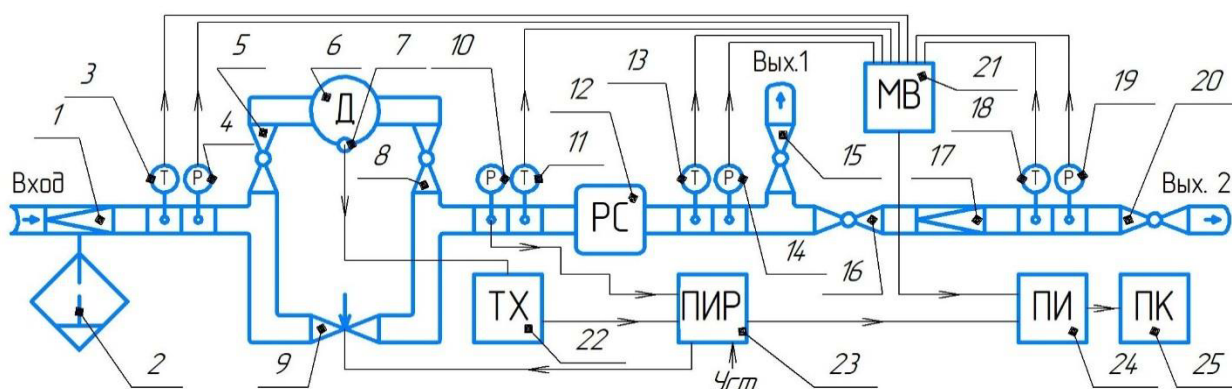 3 5 6 7 10 12 13 Вых.1 21 19
1 4 Д 11 МВ 18 20
Вход Т Р 8 Р Т Т Р 15 17 Т Р Вых. 2
РС
14
16
ТХ ПИР ПИ ПК
2 9 22 23 24 25
Уст